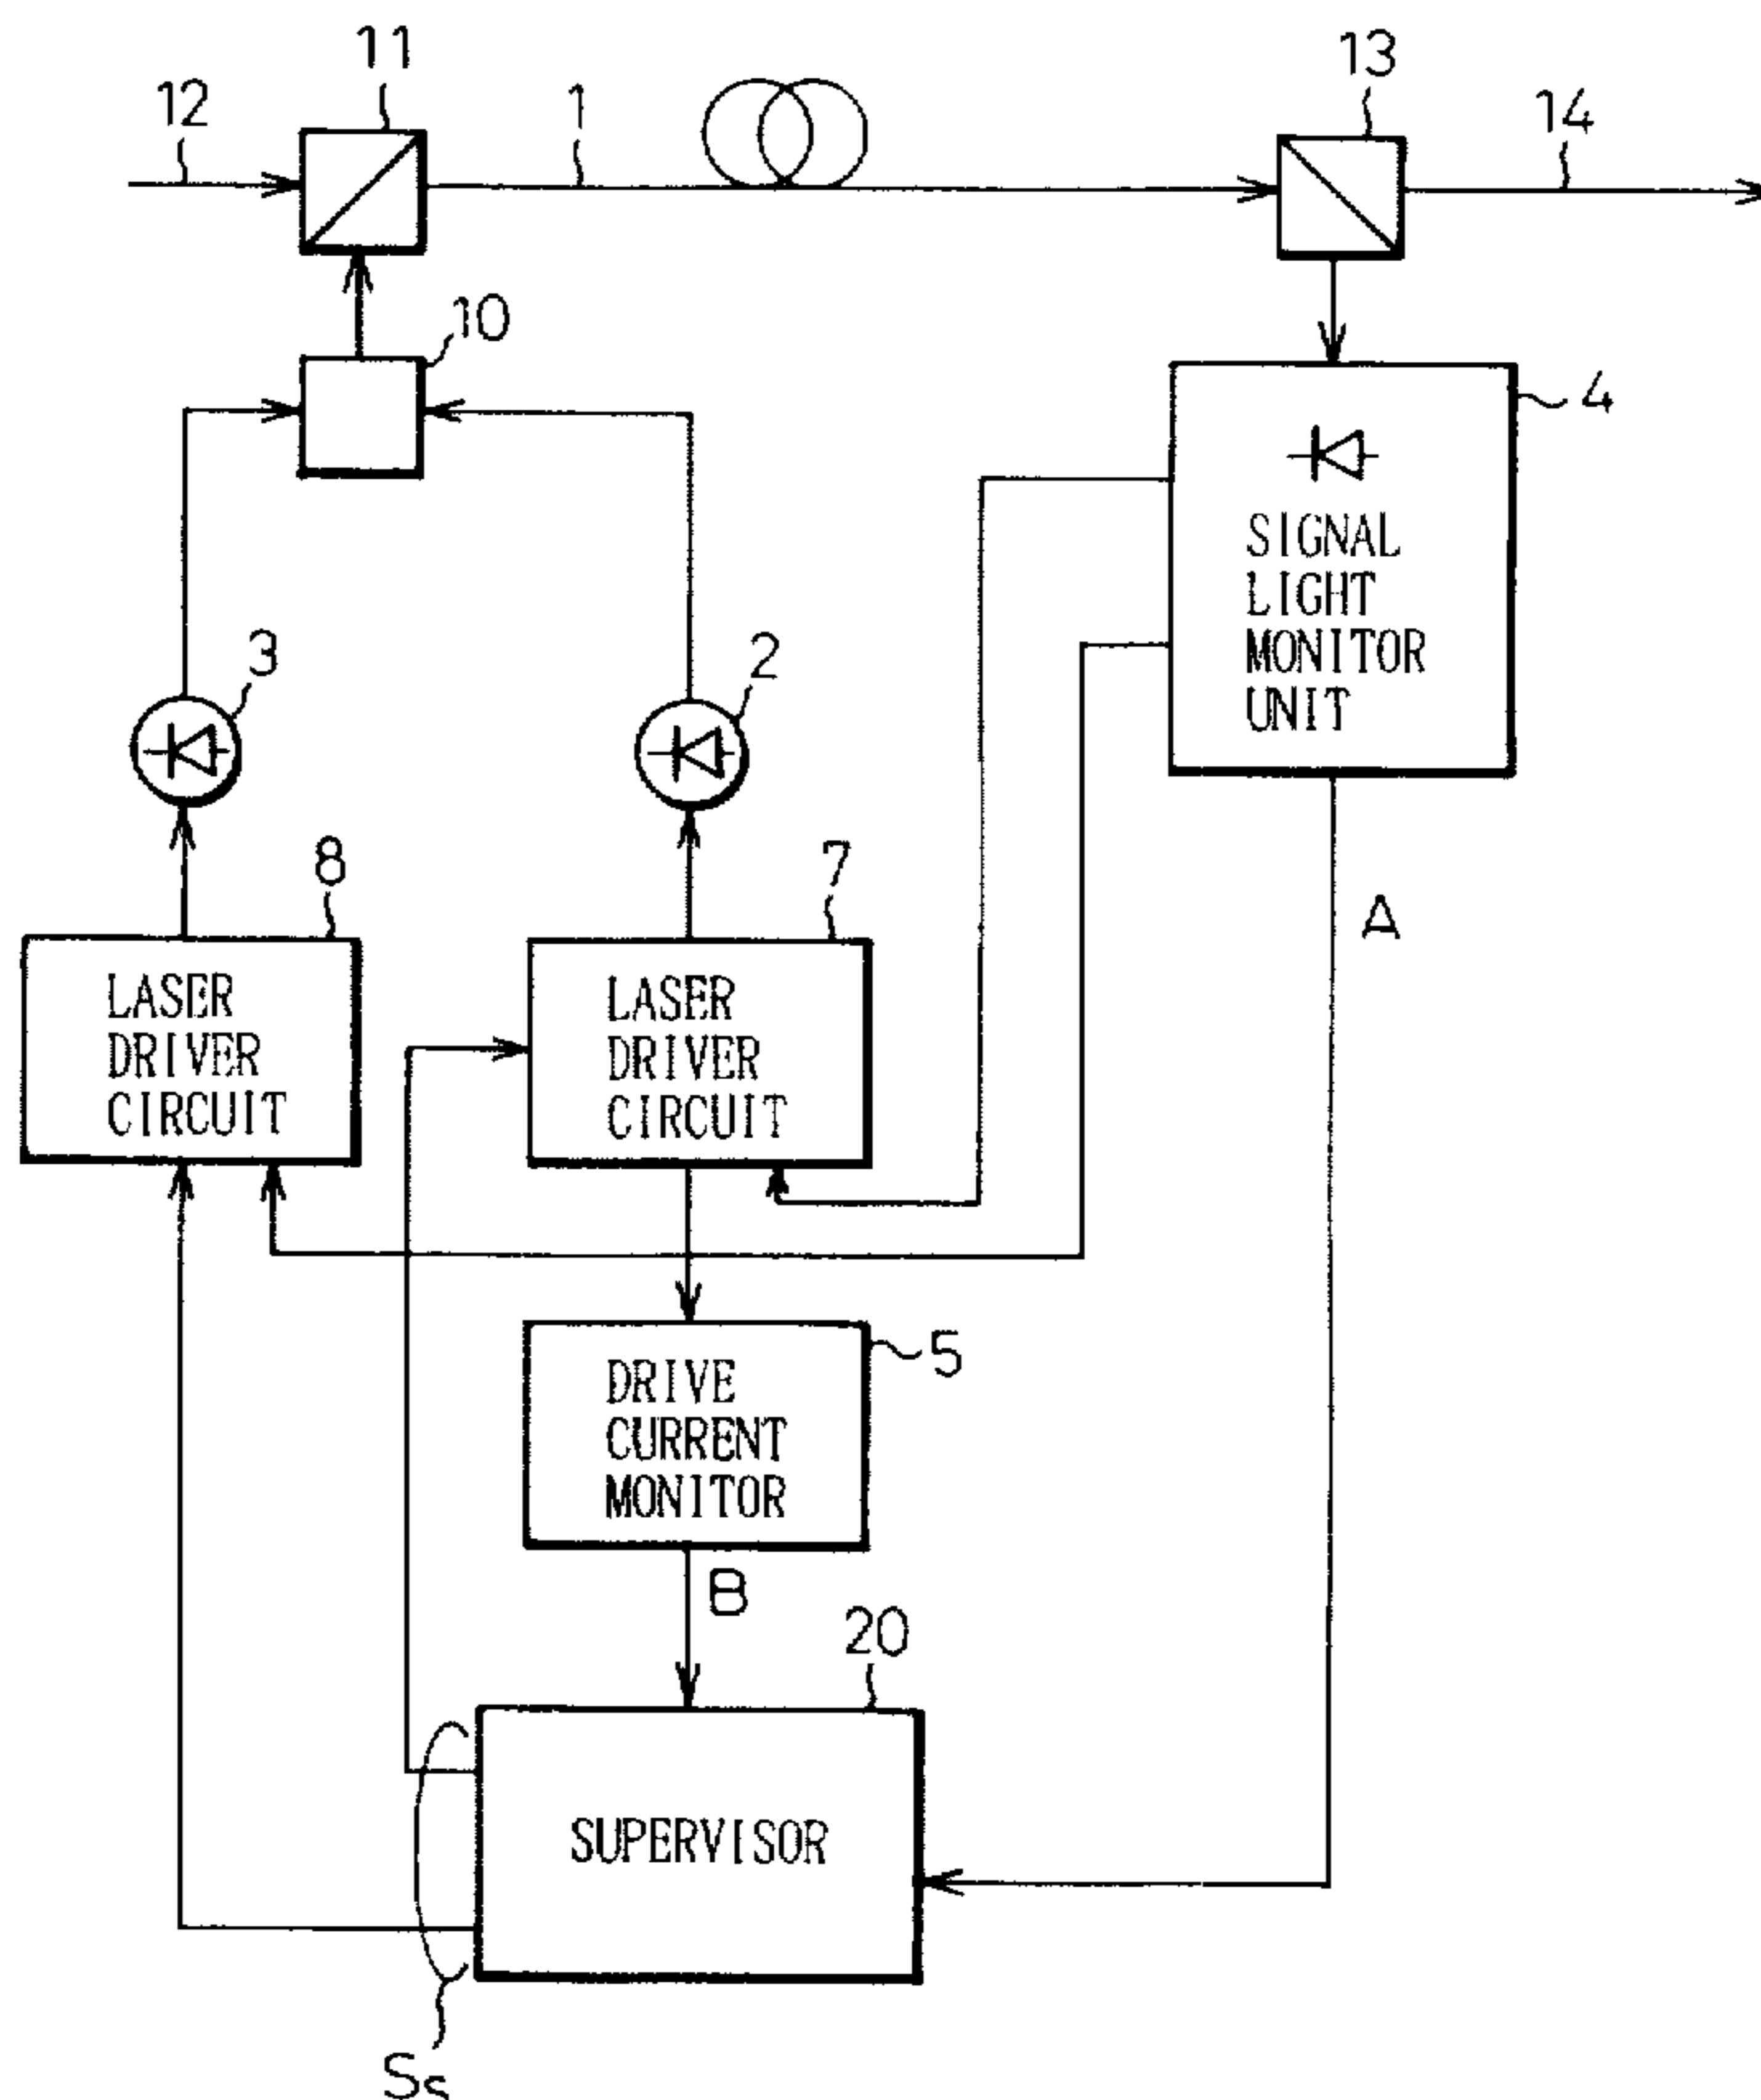 11
13
12
1
14
10
4
SIGNAL
LIGHT
MONITOR
UNIT
3
2
8
7
A
LASER
DRIVER
CIRCUIT
LASER
DRIVER
CIRCUIT
5
DRIVE
CURRENT
MONITOR
B
20
SUPERVISOR
Ss